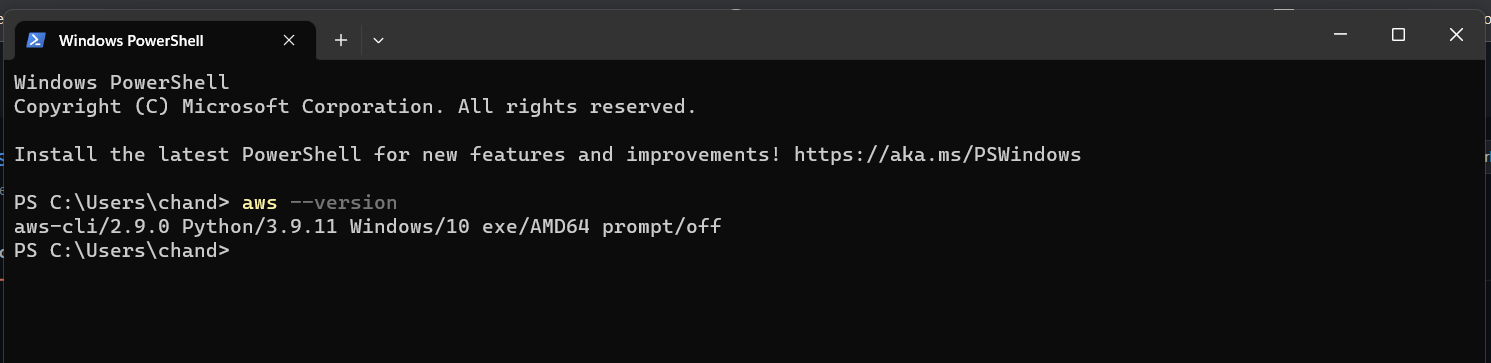 Windows PowerShell
Windows PowerShell
Copyright (C) Microsoft Corporation. All rights reserved.
Install the latest PowerShell for new features and improvements! https://aka.ms/PSWindows
PS C:\Users\chand> aws --version
aws-cli/2.9.0 Python/3.9.11 Windows/10 exe/AMD64 prompt/off
PS C:\Users\chand>